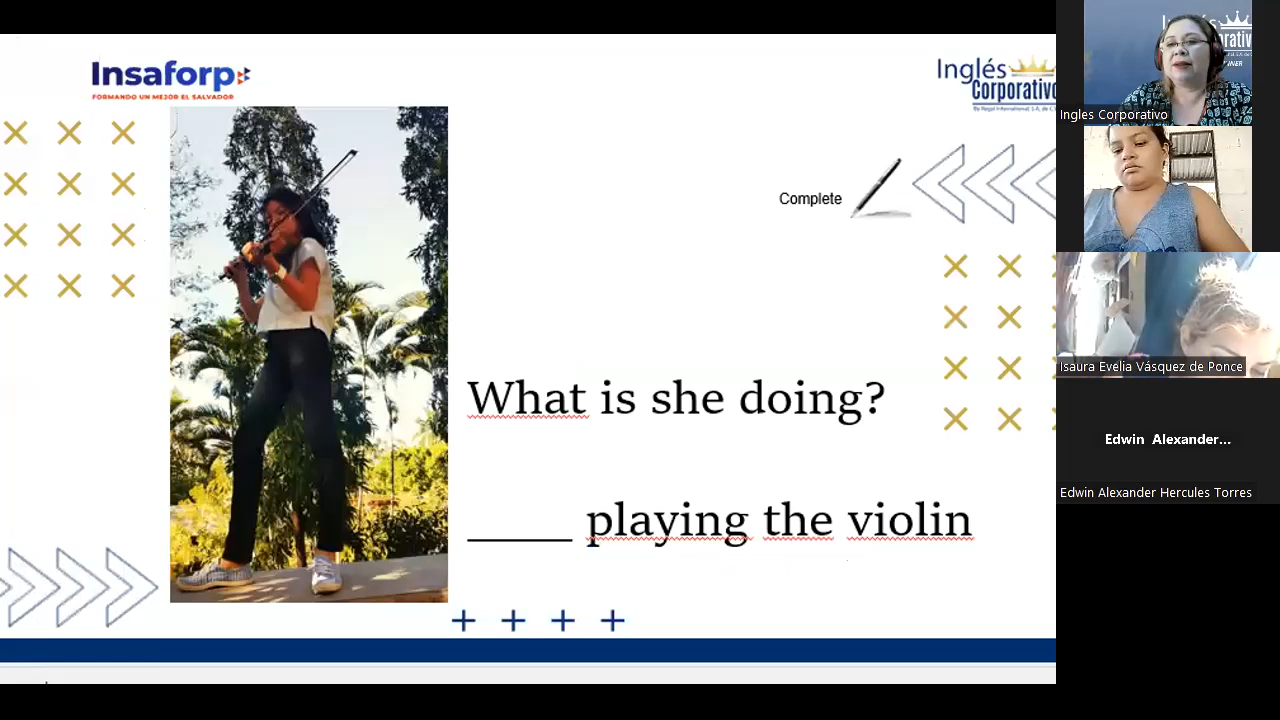 Insaforp
FORMANDO UN MEJOR EL SALVADOR
Inglés
Corporativo
Complete
What is she doing?
_____ playing the violin
Ingles Corporativo
Isaura Evelia Vásquez de Ponce
Edwin Alexander...
Edwin Alexander Hercules Torres